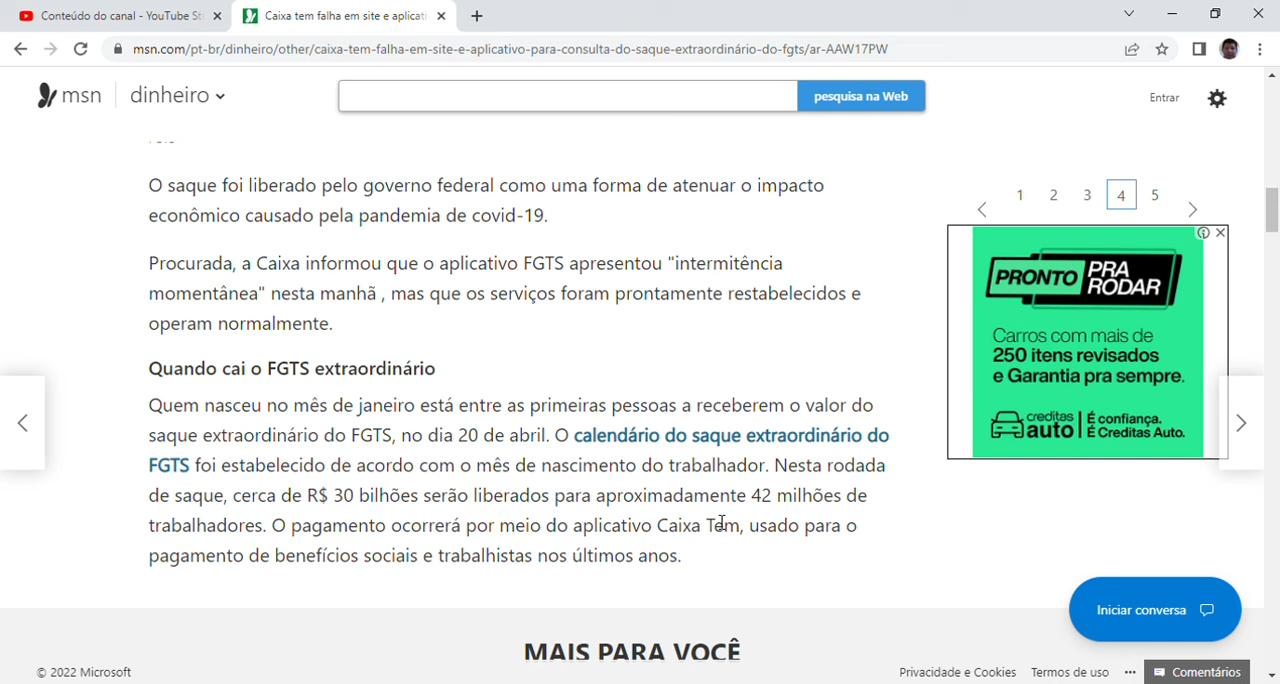 Conteúdo do canal - YouTube St
Caixa tem falha em site e aplicati
msn.com/pt-br/dinheiro/other/caixa-tem-falha-em-site-e-aplicativo-para-consulta-do-saque-extraordinário-do-fgts/ar-AAW17PW
msn
dinheiro
pesquisa na Web
Entrar
O saque foi liberado pelo governo federal como uma forma de atenuar o impacto
econômico causado pela pandemia de covid-19.
Procurada, a Caixa informou que o aplicativo FGTS apresentou "intermitência
momentânea" nesta manhã , mas que os serviços foram prontamente restabelecidos e
operam normalmente.
Quando cai o FGTS extraordinário
Quem nasceu no mês de janeiro está entre as primeiras pessoas a receberem o valor do
saque extraordinário do FGTS, no dia 20 de abril. O calendário do saque extraordinário do
FGTS foi estabelecido de acordo com o mês de nascimento do trabalhador. Nesta rodada
de saque, cerca de R$ 30 bilhões serão liberados para aproximadamente 42 milhões de
trabalhadores. O pagamento ocorrerá por meio do aplicativo Caixa Tem, usado para o
pagamento de benefícios sociais e trabalhistas nos últimos anos.
1 2 3 4 5
PRONTO PRA
RODAR
Carros com mais de
250 itens revisados
e Garantia pra sempre.
creditas
auto
É confiança.
É Creditas Auto.
Iniciar conversa
MAIS PARA VOCÊ
© 2022 Microsoft
Privacidade e Cookies
Termos de uso
Comentários